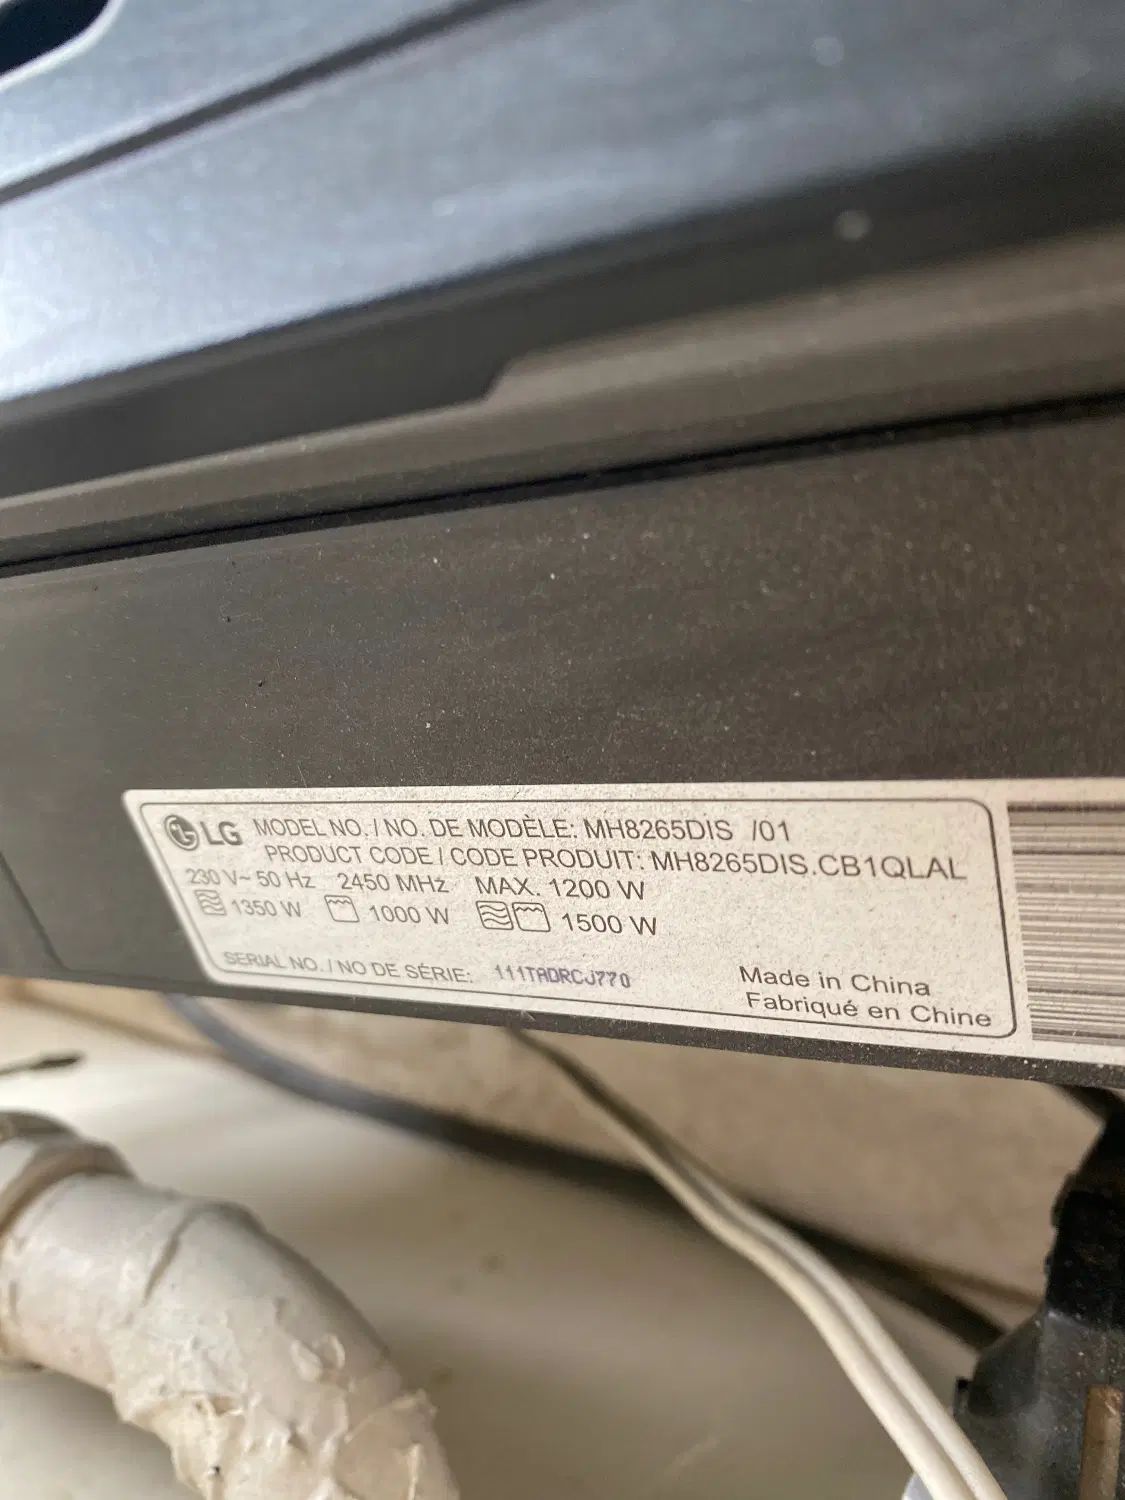 LG MODEL NO. / NO. DE MODÈLE: MH8265DIS /01
PRODUCT CODE / CODE PRODUIT: MH8265DIS.CB1QLAL
230 V~ 50 Hz 2450 MHz MAX. 1200 W
1350 W 1000 W 1500 W
SERIAL NO. / NO DE SÉRIE: 111TADRCJ770
Made in China
Fabriqué en Chine